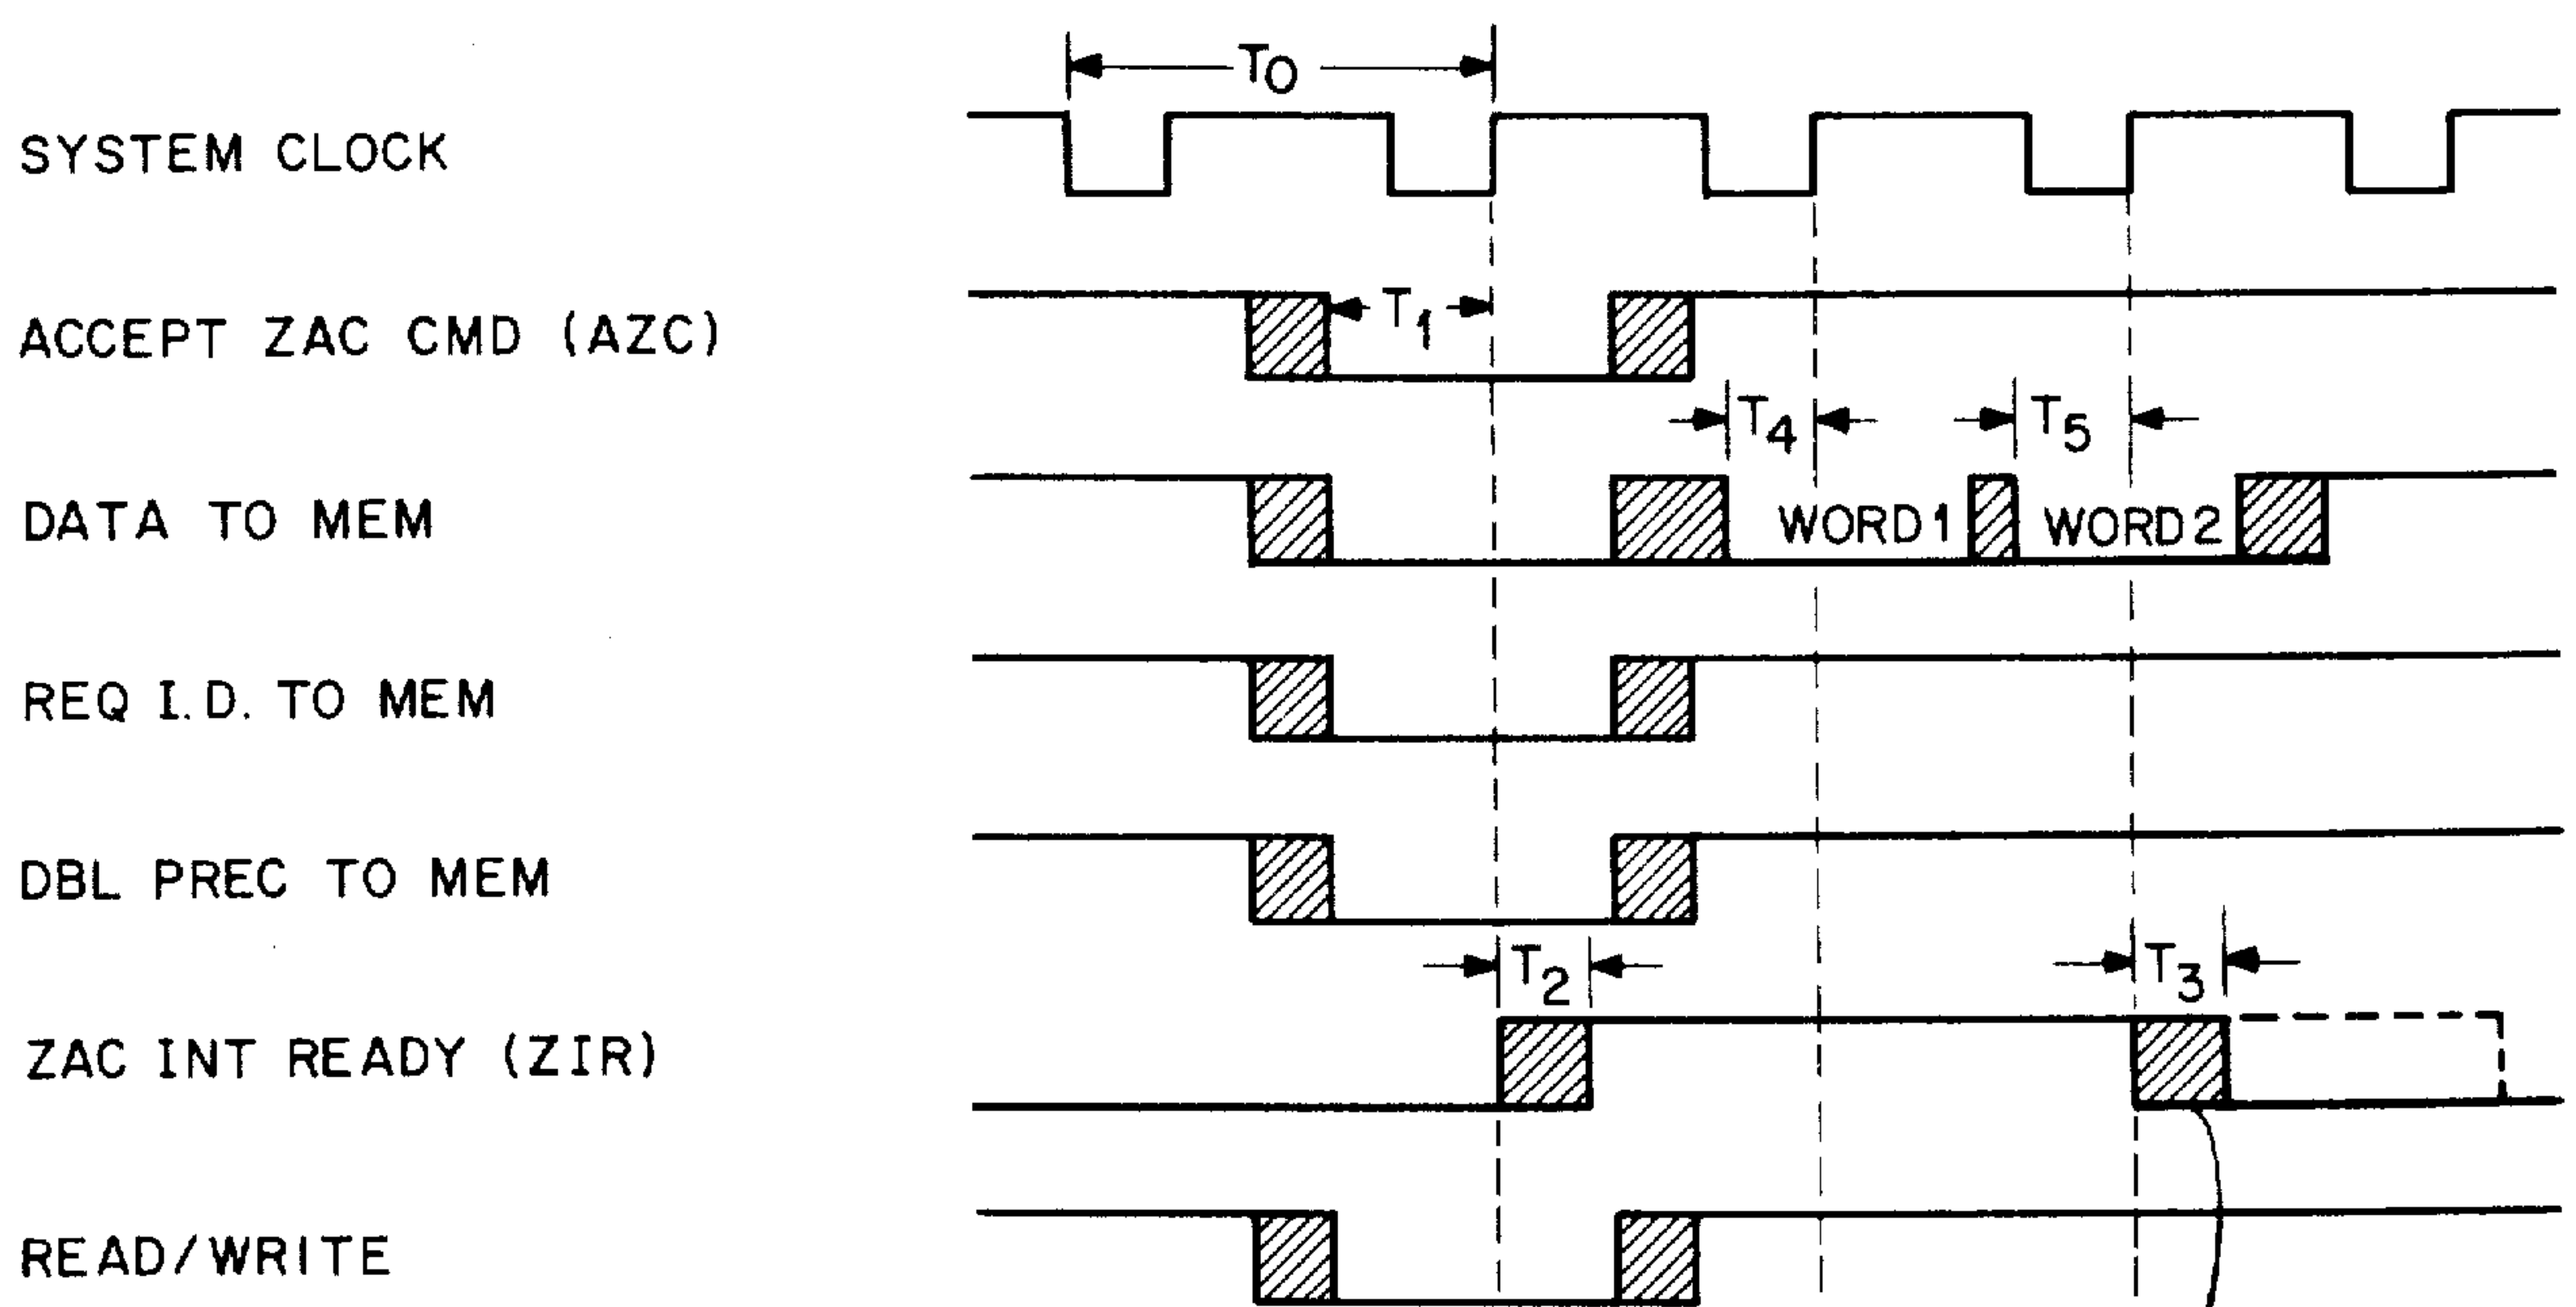 T0
SYSTEM CLOCK
ACCEPT ZAC CMD (AZC)
T1
T4
T5
DATA TO MEM
WORD 1
WORD 2
REQ I.D. TO MEM
DBL PREC TO MEM
T2
T3
ZAC INT READY (ZIR)
READ/WRITE